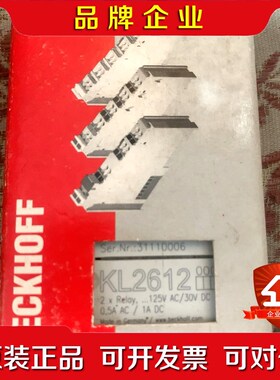 品牌企业
BECKHOFF
Ser.Nr.:31110006
KL2612
2 x Relay, ...125V AC/30V DC
0.5A AC / 1A DC
Made in Germany
beckhoff.com
原装正品 可开发票 可对